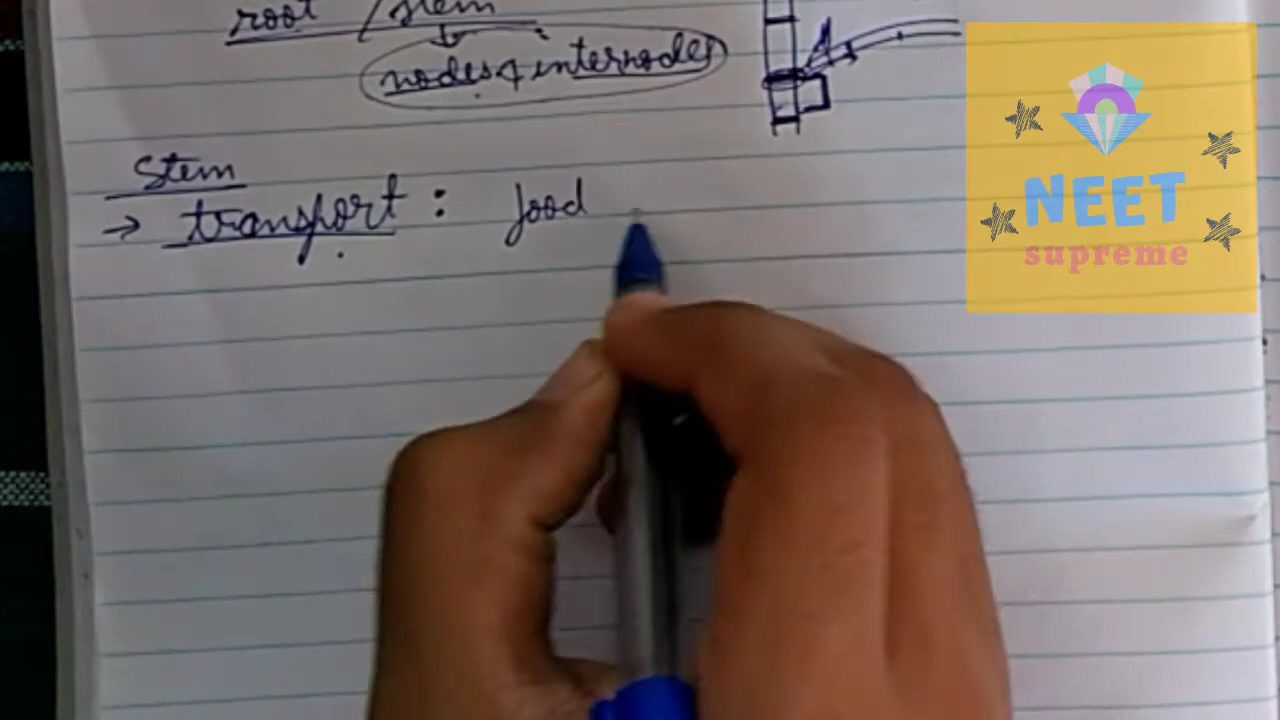 root / stem
nodes & internodes
Stem
→ transport : food
NEET
supreme